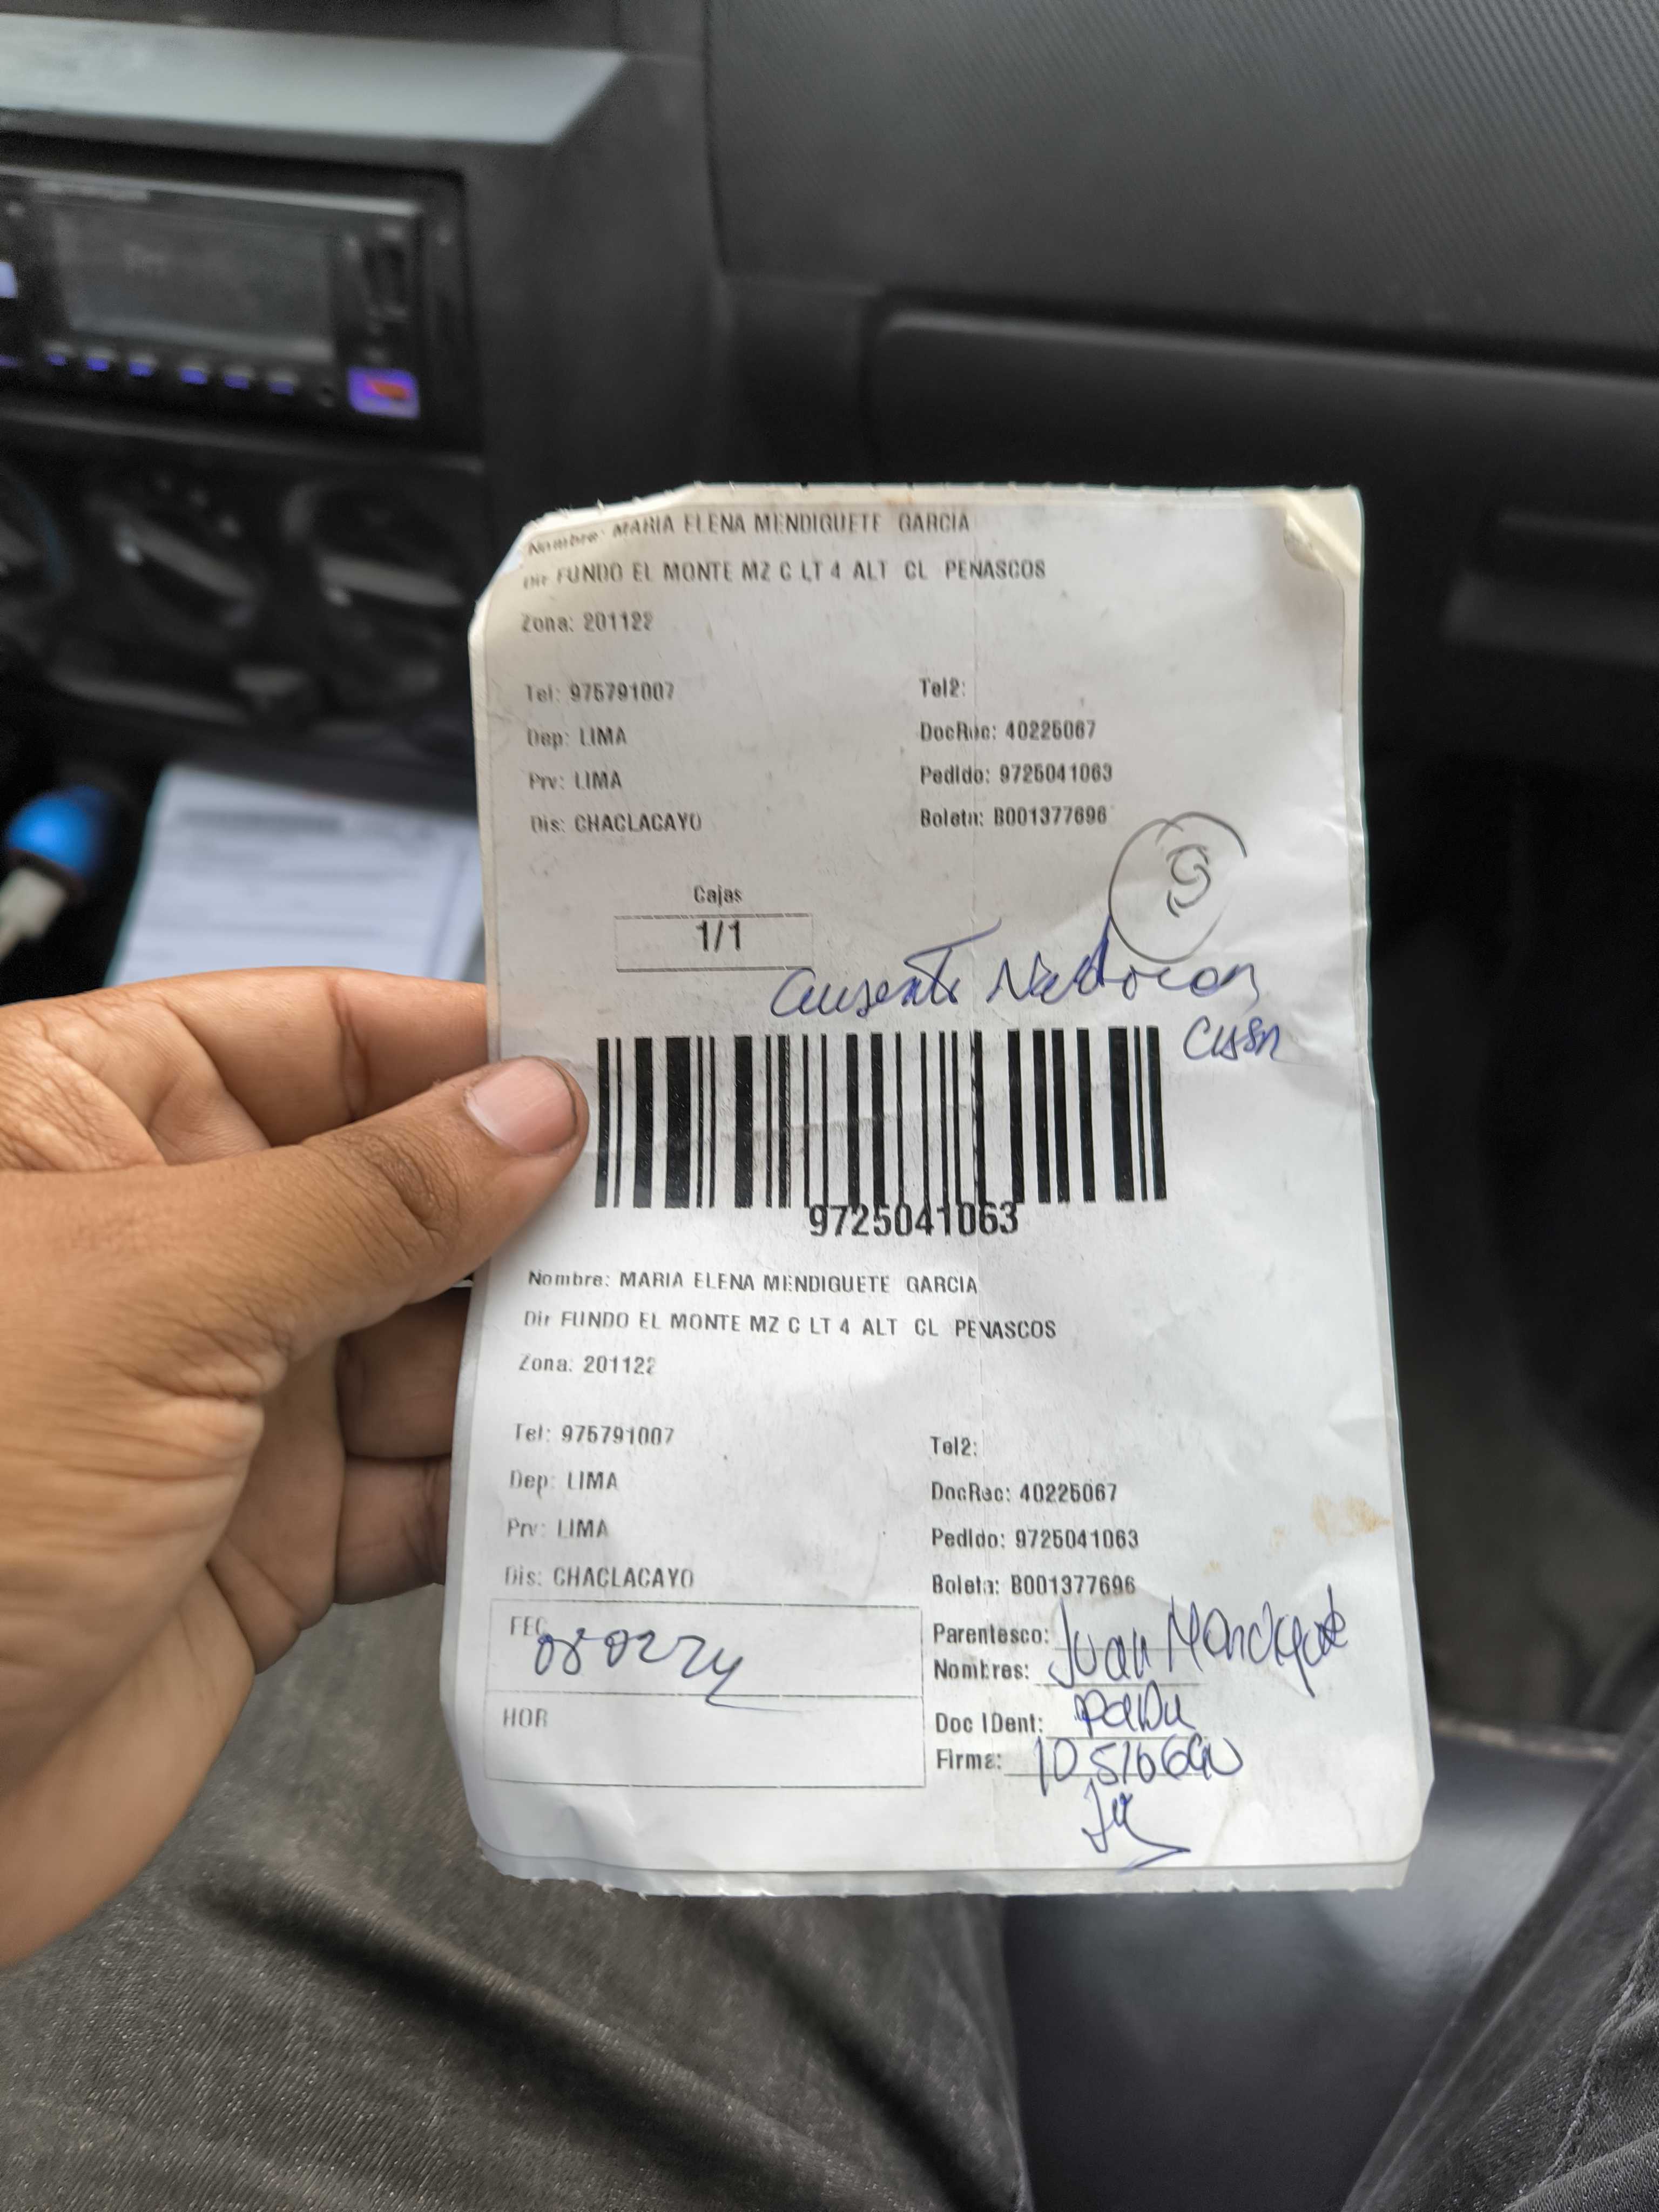 Nombre: MARIA ELENA MENDIGUETE GARCIA
Dir FUNDO EL MONTE MZ C LT 4 ALT CL PENASCOS
Zona: 201122
Tel: 975791007 Tel2:
Dep: LIMA DocRec: 40225067
Prv: LIMA Pedido: 9725041063
Dis: CHACLACAYO Boleta: B001377696
Cajas
1/1
9
ausente
9725041063
Nombre: MARIA ELENA MENDIGUETE GARCIA
Dir FUNDO EL MONTE MZ C LT 4 ALT CL PENASCOS
Zona: 201122
Tel: 975791007 Tel2:
Dep: LIMA DocRec: 40225067
Prv: LIMA Pedido: 9725041063
Dis: CHACLACAYO Boleta: B001377696
FEC 080224
HOR
Parentesco: Juan
Nombres:
Doc IDent:
Firma: